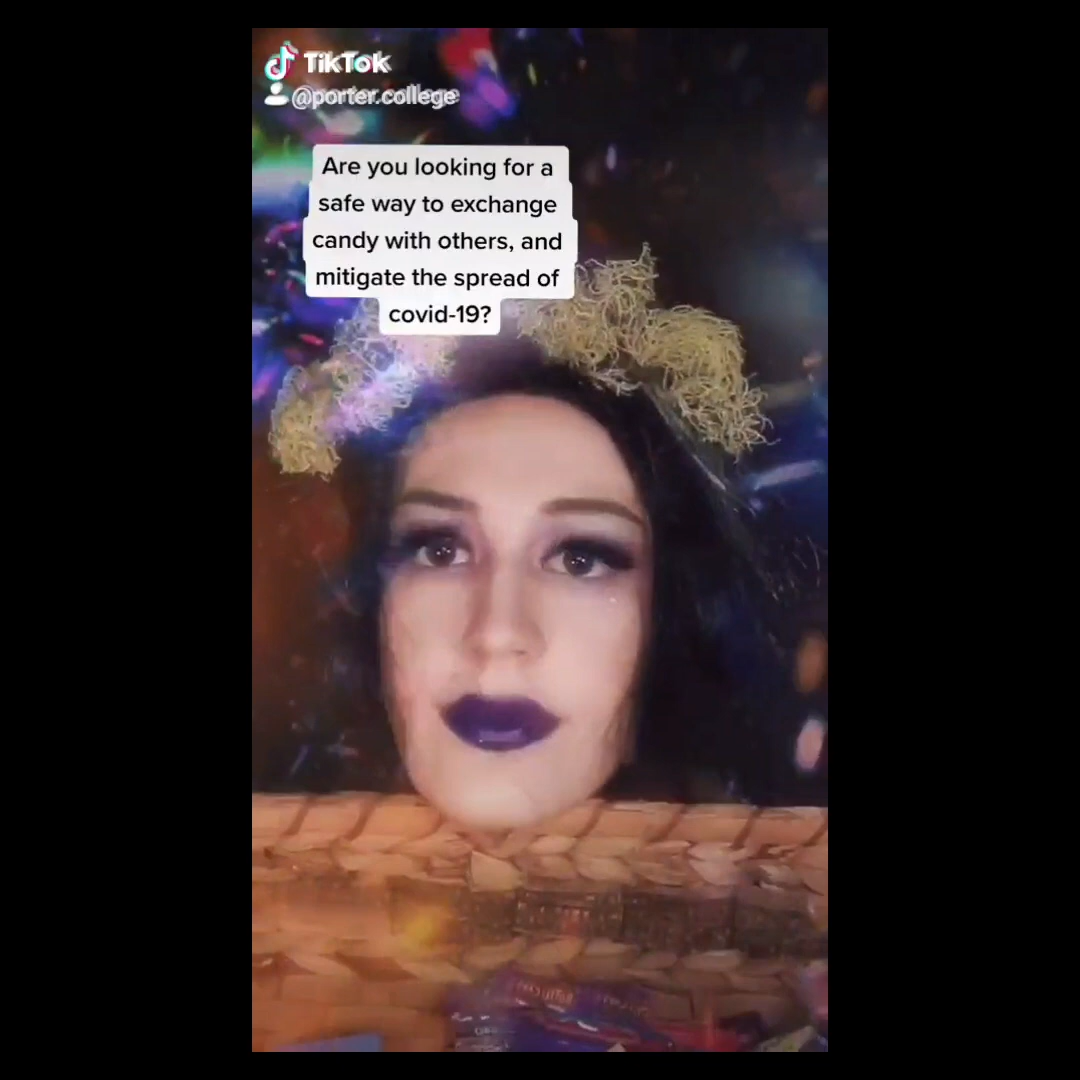 TikTok
@porter.college
Are you looking for a
safe way to exchange
candy with others, and
mitigate the spread of
covid-19?